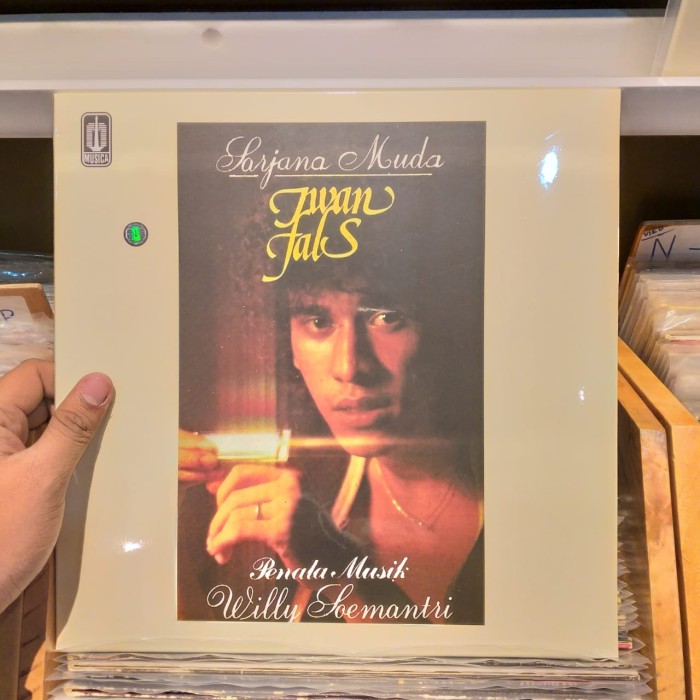 MUSICA
Sarjana Muda
Iwan
Fals
Penata Musik
Willy Soemantri
N -
P